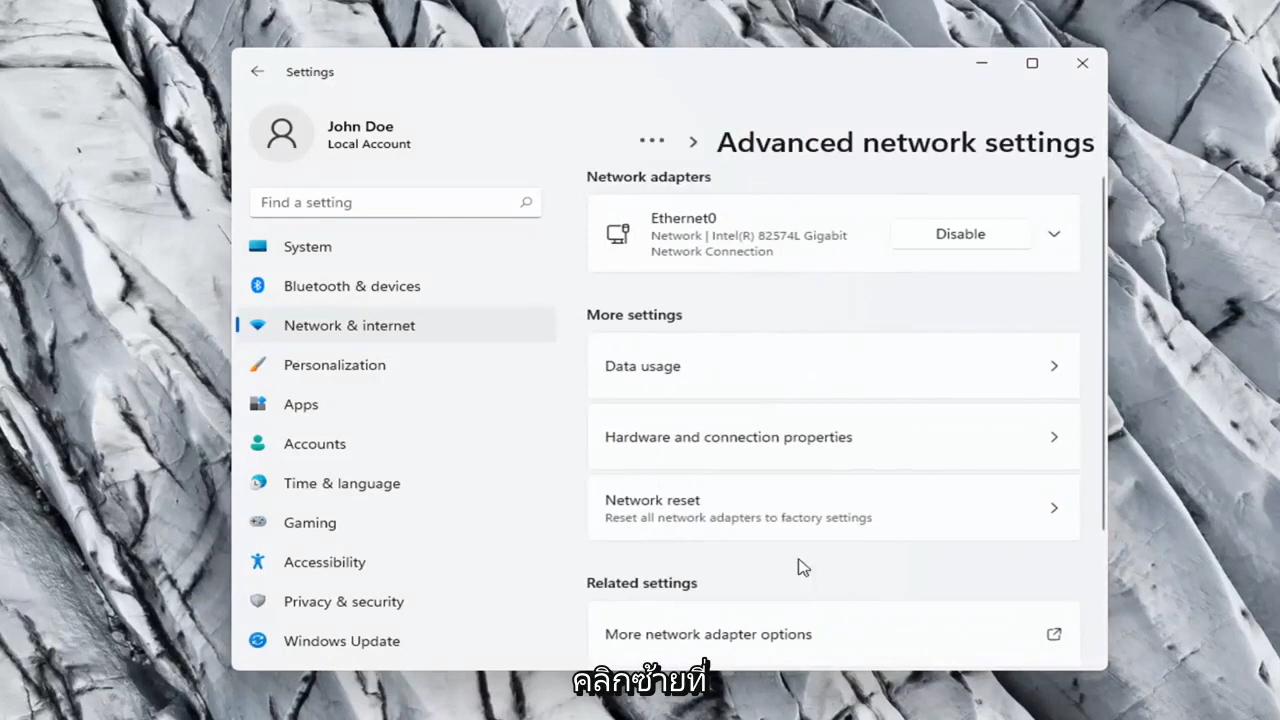 Settings
John Doe
Local Account
Find a setting
System
Bluetooth & devices
Network & internet
Personalization
Apps
Accounts
Time & language
Gaming
Accessibility
Privacy & security
Windows Update
Advanced network settings
Network adapters
Ethernet0
Network | Intel(R) 82574L Gigabit
Network Connection
Disable
More settings
Data usage
Hardware and connection properties
Network reset
Reset all network adapters to factory settings
Related settings
More network adapter options
คลิกซ้ายที่